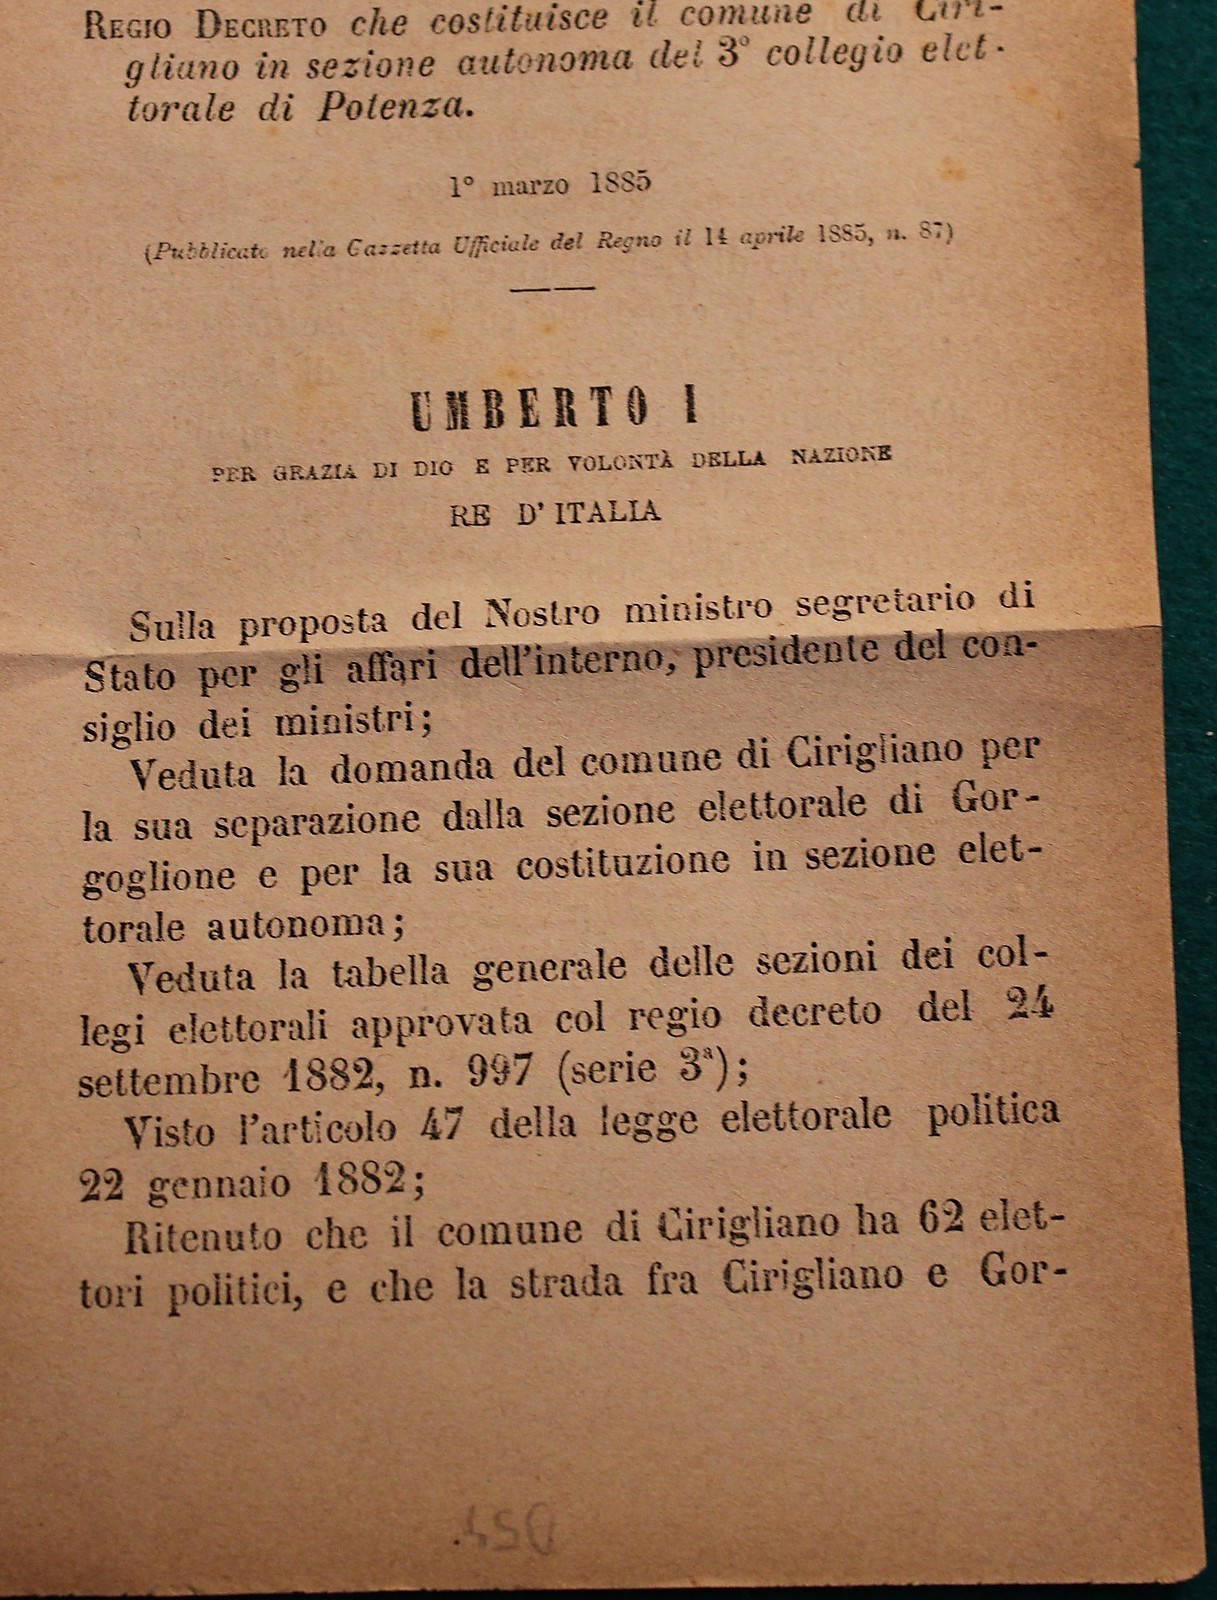 REGIO DECRETO che costituisce il comune di Ciri-
gliano in sezione autonoma del 3° collegio elet-
torale di Potenza.
1° marzo 1885
(Pubblicato nella Gazzetta Ufficiale del Regno il 14 aprile 1885, n. 87)
UMBERTO I
PER GRAZIA DI DIO E PER VOLONTÀ DELLA NAZIONE
RE D'ITALIA
Sulla proposta del Nostro ministro segretario di
Stato per gli affari dell'interno, presidente del con-
siglio dei ministri;
Veduta la domanda del comune di Cirigliano per
la sua separazione dalla sezione elettorale di Gor-
goglione e per la sua costituzione in sezione elet-
torale autonoma;
Veduta la tabella generale delle sezioni dei col-
legi elettorali approvata col regio decreto del 24
settembre 1882, n. 997 (serie 3ª);
Visto l'articolo 47 della legge elettorale politica
22 gennaio 1882;
Ritenuto che il comune di Cirigliano ha 62 elet-
tori politici, e che la strada fra Cirigliano e Gor-